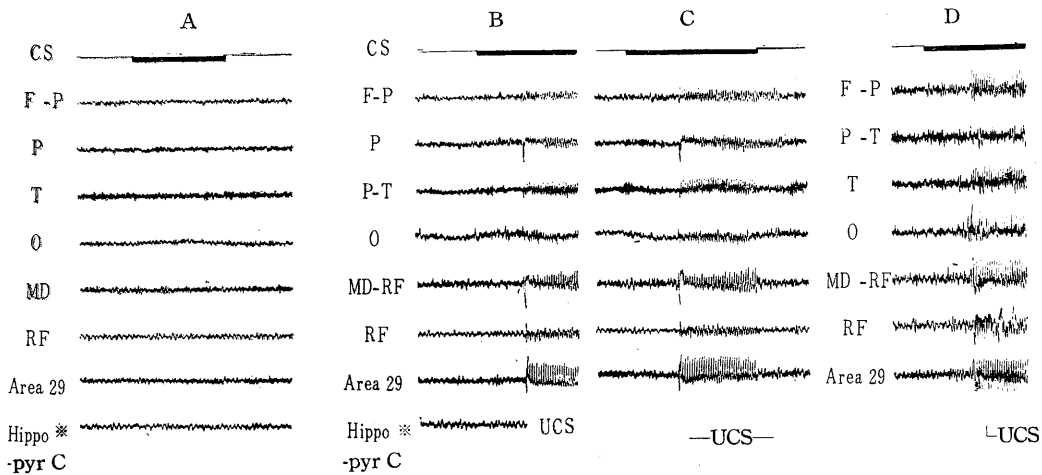 A
CS
F-P
P
T
O
MD
RF
Area 29
Hippo ※
-pyr C
B C
CS
F-P
P
P-T
O
MD-RF
RF
Area 29
Hippo ※ UCS
-pyr C
—UCS—
D
F-P
P-T
T
O
MD-RF
RF
Area 29
└UCS